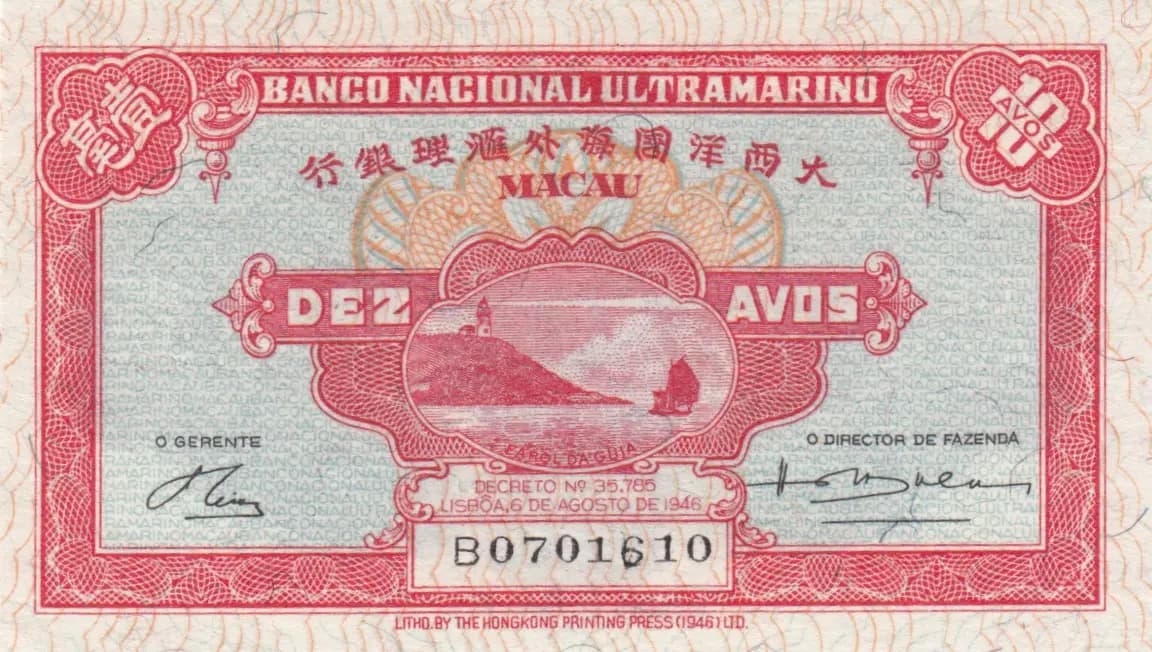 壹毫
BANCO NACIONAL ULTRAMARINO
10
AVOS
10
大西洋國海外滙理銀行
MACAU
DEZ AVOS
FAROL DA GUIA
O GERENTE
O DIRECTOR DE FAZENDA
DECRETO Nº 35.785
LISBÔA, 6 DE AGOSTO DE 1946
B0701610
LITHO. BY THE HONGKONG PRINTING PRESS (1946) LTD.